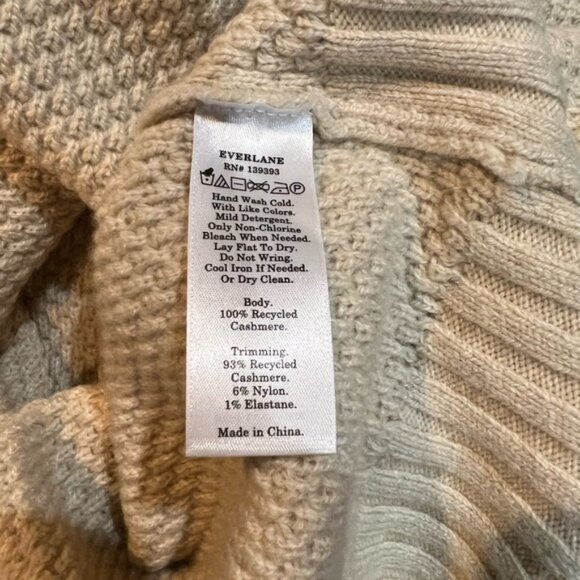 EVERLANE
RN# 139393
P
Hand Wash Cold.
With Like Colors.
Mild Detergent.
Only Non-Chlorine
Bleach When Needed.
Lay Flat To Dry.
Do Not Wring.
Cool Iron If Needed.
Or Dry Clean.
Body.
100% Recycled
Cashmere.
Trimming.
93% Recycled
Cashmere.
6% Nylon.
1% Elastane.
Made in China.